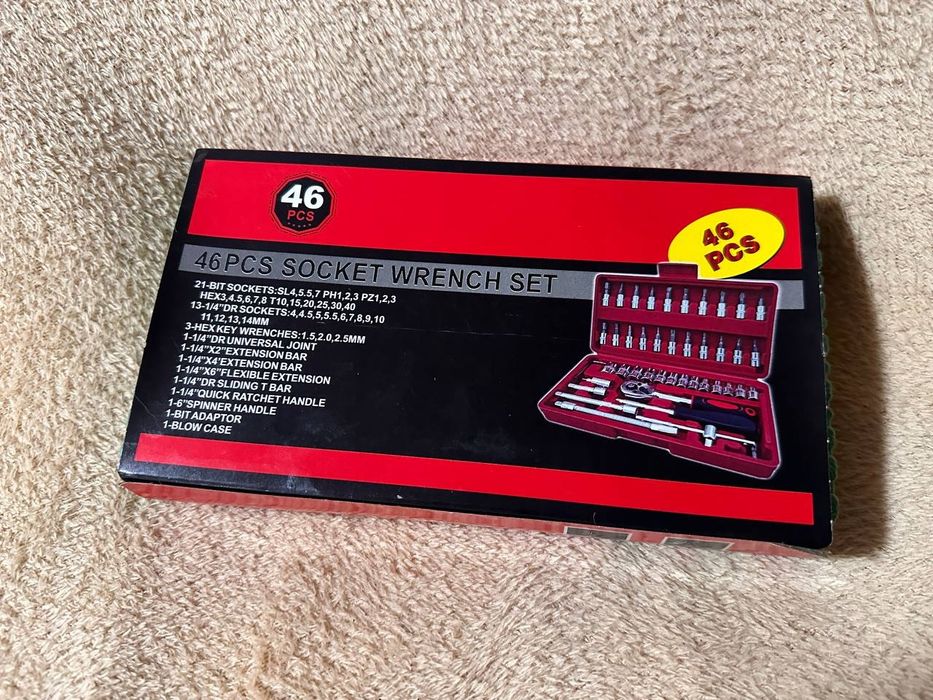 46
PCS
46
PCS
46PCS SOCKET WRENCH SET
21-BIT SOCKETS:SL4,5.5,7 PH1,2,3 PZ1,2,3
HEX3,4.5,6,7,8 T10,15,20,25,30,40
13-1/4"DR SOCKETS:4,4.5,5,5.5,6,7,8,9,10
11,12,13,14MM
3-HEX KEY WRENCHES:1.5,2.0,2.5MM
1-1/4"DR UNIVERSAL JOINT
1-1/4"X2"EXTENSION BAR
1-1/4"X4'EXTENSION BAR
1-1/4"X6"FLEXIBLE EXTENSION
1-1/4"DR SLIDING T BAR
1-1/4"QUICK RATCHET HANDLE
1-6"SPINNER HANDLE
1-BIT ADAPTOR
1-BLOW CASE